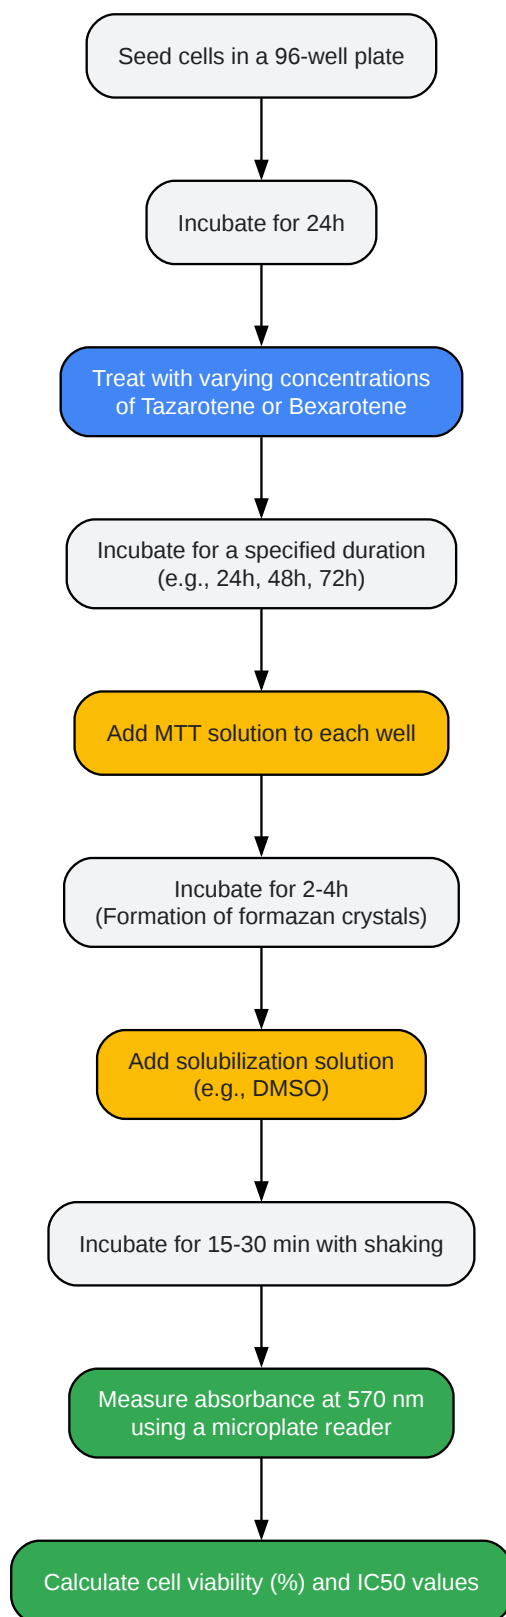 Seed cells in a 96-well plate
Incubate for 24h
Treat with varying concentrations
of Tazarotene or Bexarotene
Incubate for a specified duration
(e.g., 24h, 48h, 72h)
Add MTT solution to each well
Incubate for 2-4h
(Formation of formazan crystals)
Add solubilization solution
(e.g., DMSO)
Incubate for 15-30 min with shaking
Measure absorbance at 570 nm
using a microplate reader
Calculate cell viability (%) and IC50 values